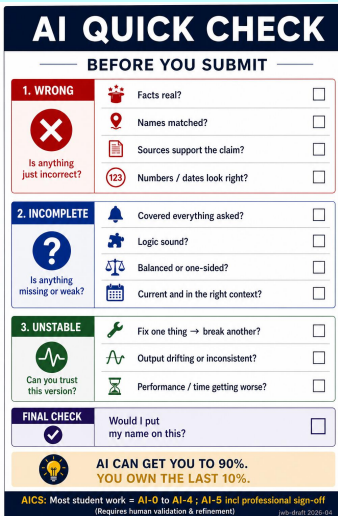 AI QUICK CHECK
BEFORE YOU SUBMIT
1. WRONG
Is anything
just incorrect?
Facts real?
Names matched?
Sources support the claim?
123
Numbers / dates look right?
2. INCOMPLETE
?
Is anything
missing or weak?
Covered everything asked?
Logic sound?
Balanced or one-sided?
Current and in the right context?
3. UNSTABLE
Can you trust
this version?
Fix one thing → break another?
Output drifting or inconsistent?
Performance / time getting worse?
FINAL CHECK
Would I put
my name on this?
AI CAN GET YOU TO 90%.
YOU OWN THE LAST 10%.
AICS: Most student work = AI-0 to AI-4 ; AI-5 incl professional sign-off
(Requires human validation & refinement)
jwb-draft 2026-04